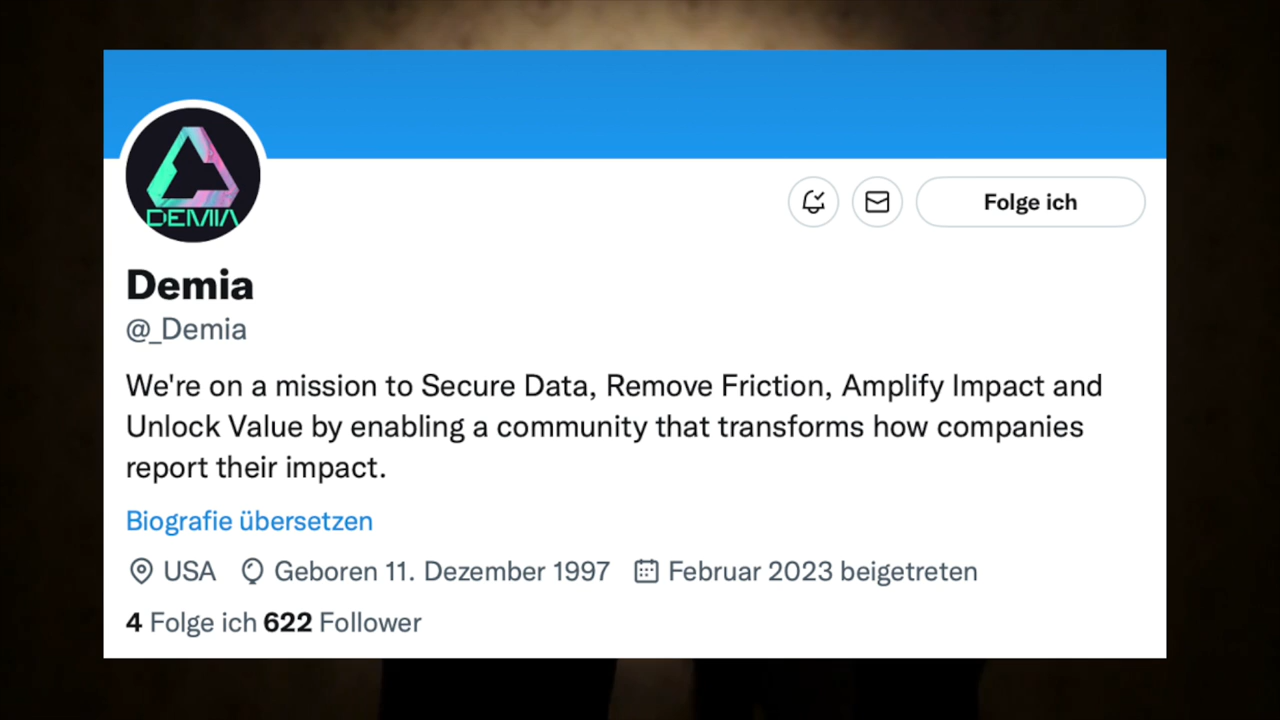 DEMIA
Folge ich
Demia
@_Demia
We're on a mission to Secure Data, Remove Friction, Amplify Impact and
Unlock Value by enabling a community that transforms how companies
report their impact.
Biografie übersetzen
USA Geboren 11. Dezember 1997 Februar 2023 beigetreten
4 Folge ich 622 Follower